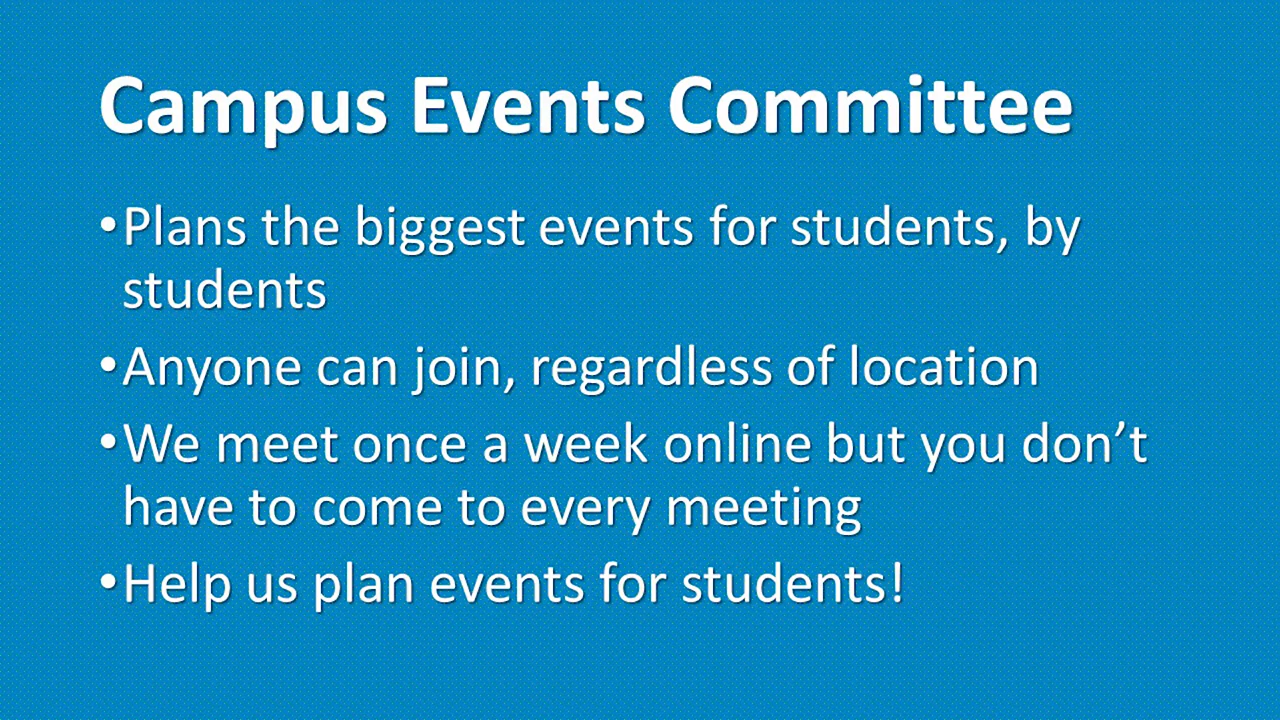 Campus Events Committee
•Plans the biggest events for students, by
students
•Anyone can join, regardless of location
•We meet once a week online but you don’t
have to come to every meeting
•Help us plan events for students!